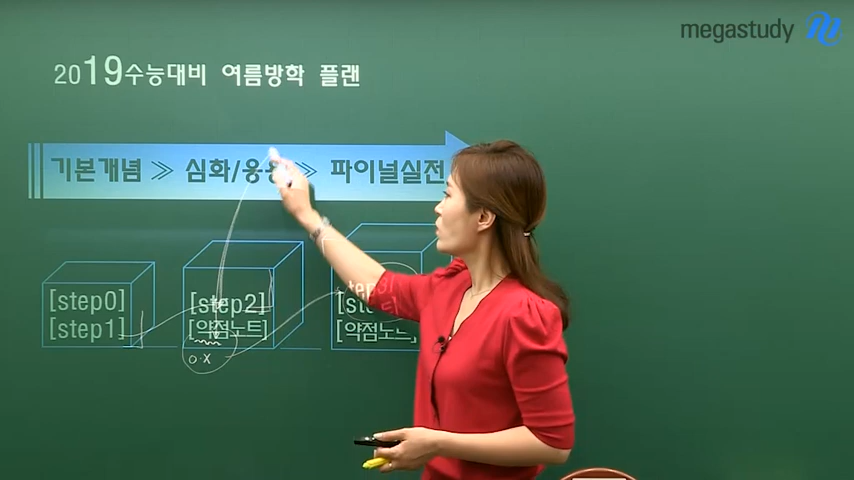 megastudy
2019수능대비 여름방학 플랜
기본개념 ≫ 심화/응용 ≫ 파이널실전
[step0]
[step1]
[step2]
[약점노트]
O·X
[약점노트]